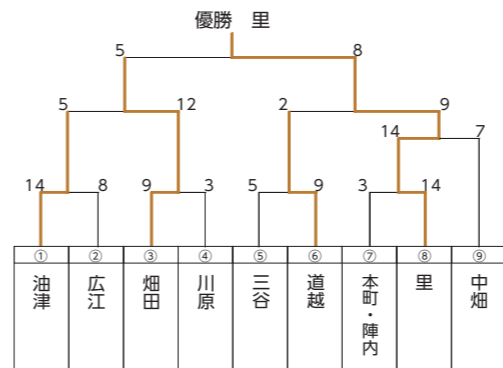 優勝 里
5 8
5 12 2 9
14 7
14 8 9 3 5 9 3 14
① ② ③ ④ ⑤ ⑥ ⑦ ⑧ ⑨
油津
広江
畑田
川原
三谷
道越
本町・陣内
里
中畑